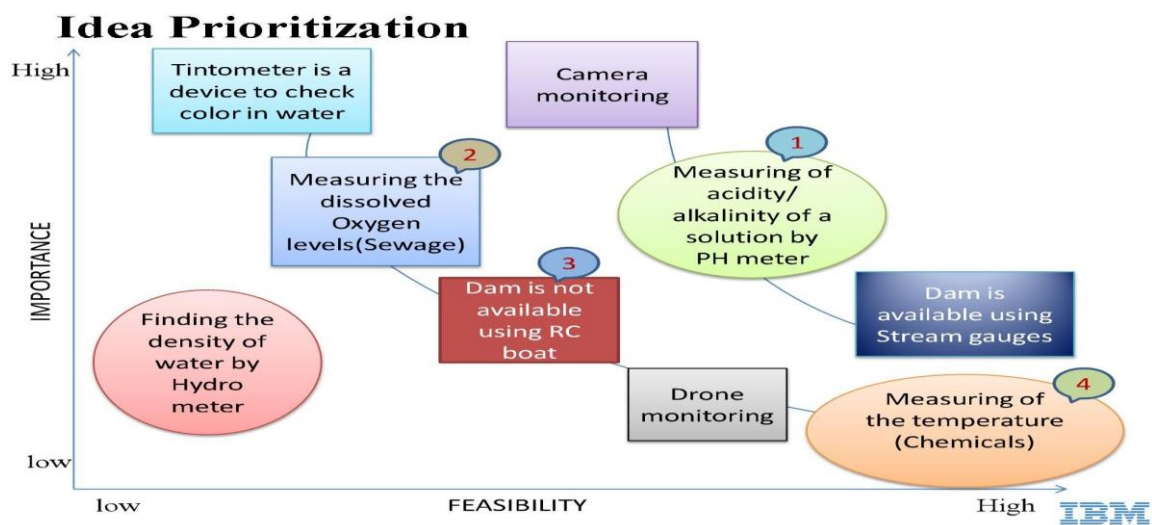 Idea Prioritization
High
Tintometer is a
device to check
color in water
Camera
monitoring
1
Measuring of
acidity/
alkalinity of a
solution by
PH meter
2
Measuring the
dissolved
Oxygen
levels(Sewage)
3
Dam is not
available
using RC
boat
Dam is
available using
Stream gauges
IMPORTANCE
Finding the
density of
water by
Hydro
meter
Drone
monitoring
4
Measuring of
the temperature
(Chemicals)
low
low
FEASIBILITY
High
IBM